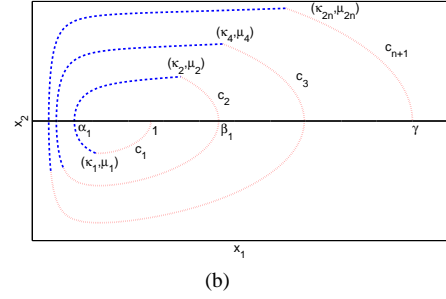 (κ2n,μ2n)
(κ4,μ4)
cn+1
(κ2,μ2)
c3
c2
x2
α1
1
β1
γ
c1
(κ1,μ1)
x1
(b)